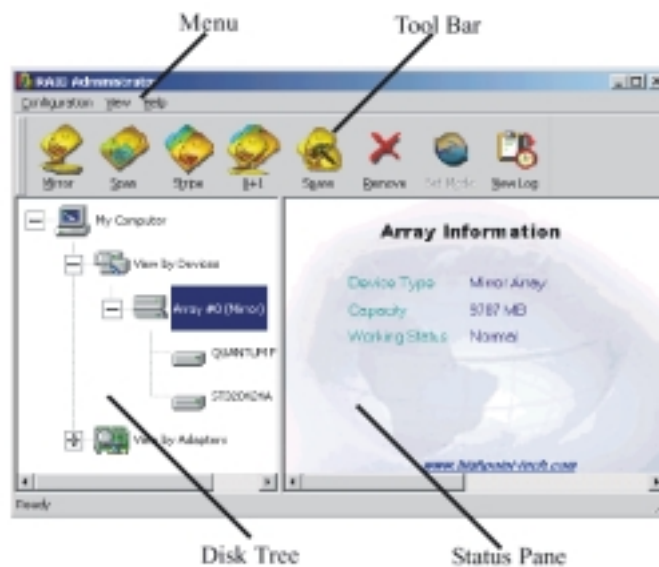 Menu
Tool Bar
RAID Administrator
Configuration View Help
Mirror Span Stripe 0+1 Spare Remove Set Mode View Log
My Computer
View by Devices
Array #0 (Mirror)
QUANTUM F
ST320424A
View by Adapters
Array Information
Device Type Mirror Array
Capacity 9787 MB
Working Status Normal
www.highpoint-tech.com
Ready
Disk Tree
Status Pane